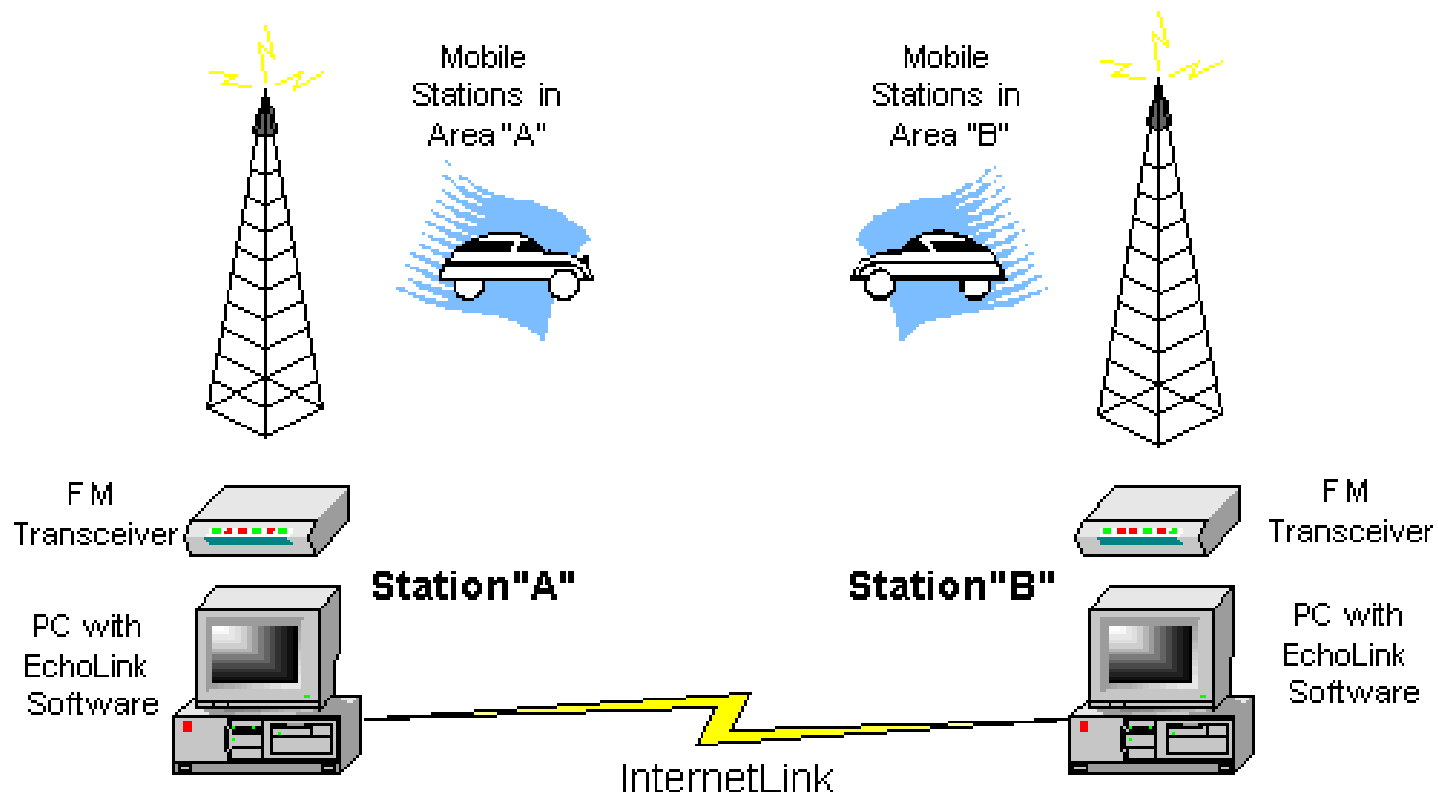 Mobile
Stations in
Area "A"
Mobile
Stations in
Area "B"
FM
Transceiver
FM
Transceiver
Station "A"
Station "B"
PC with
EchoLink
Software
PC with
EchoLink
Software
InternetLink